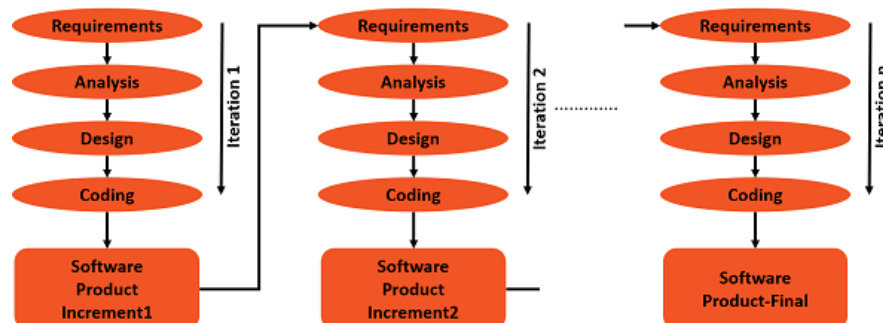 Requirements
Analysis
Design
Coding
Software
Product
Increment1
Iteration 1
Requirements
Analysis
Design
Coding
Software
Product
Increment2
Iteration 2
Requirements
Analysis
Design
Coding
Software
Product-Final
Iteration n